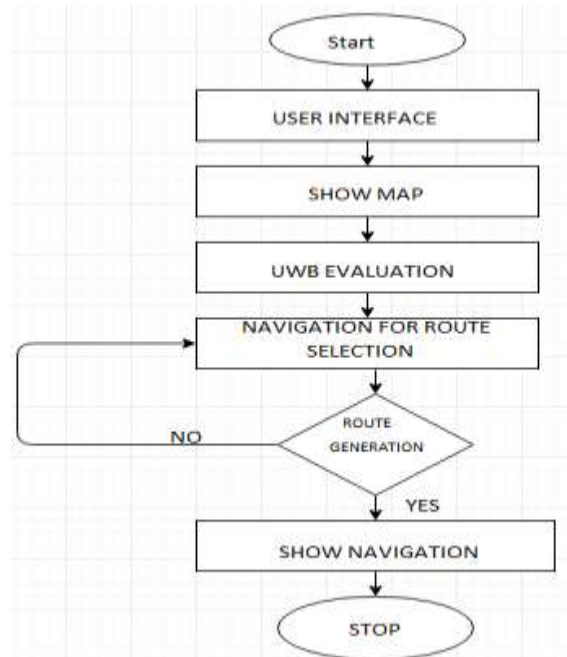 Start
USER INTERFACE
SHOW MAP
UWB EVALUATION
NAVIGATION FOR ROUTE
SELECTION
ROUTE
GENERATION
NO
YES
SHOW NAVIGATION
STOP